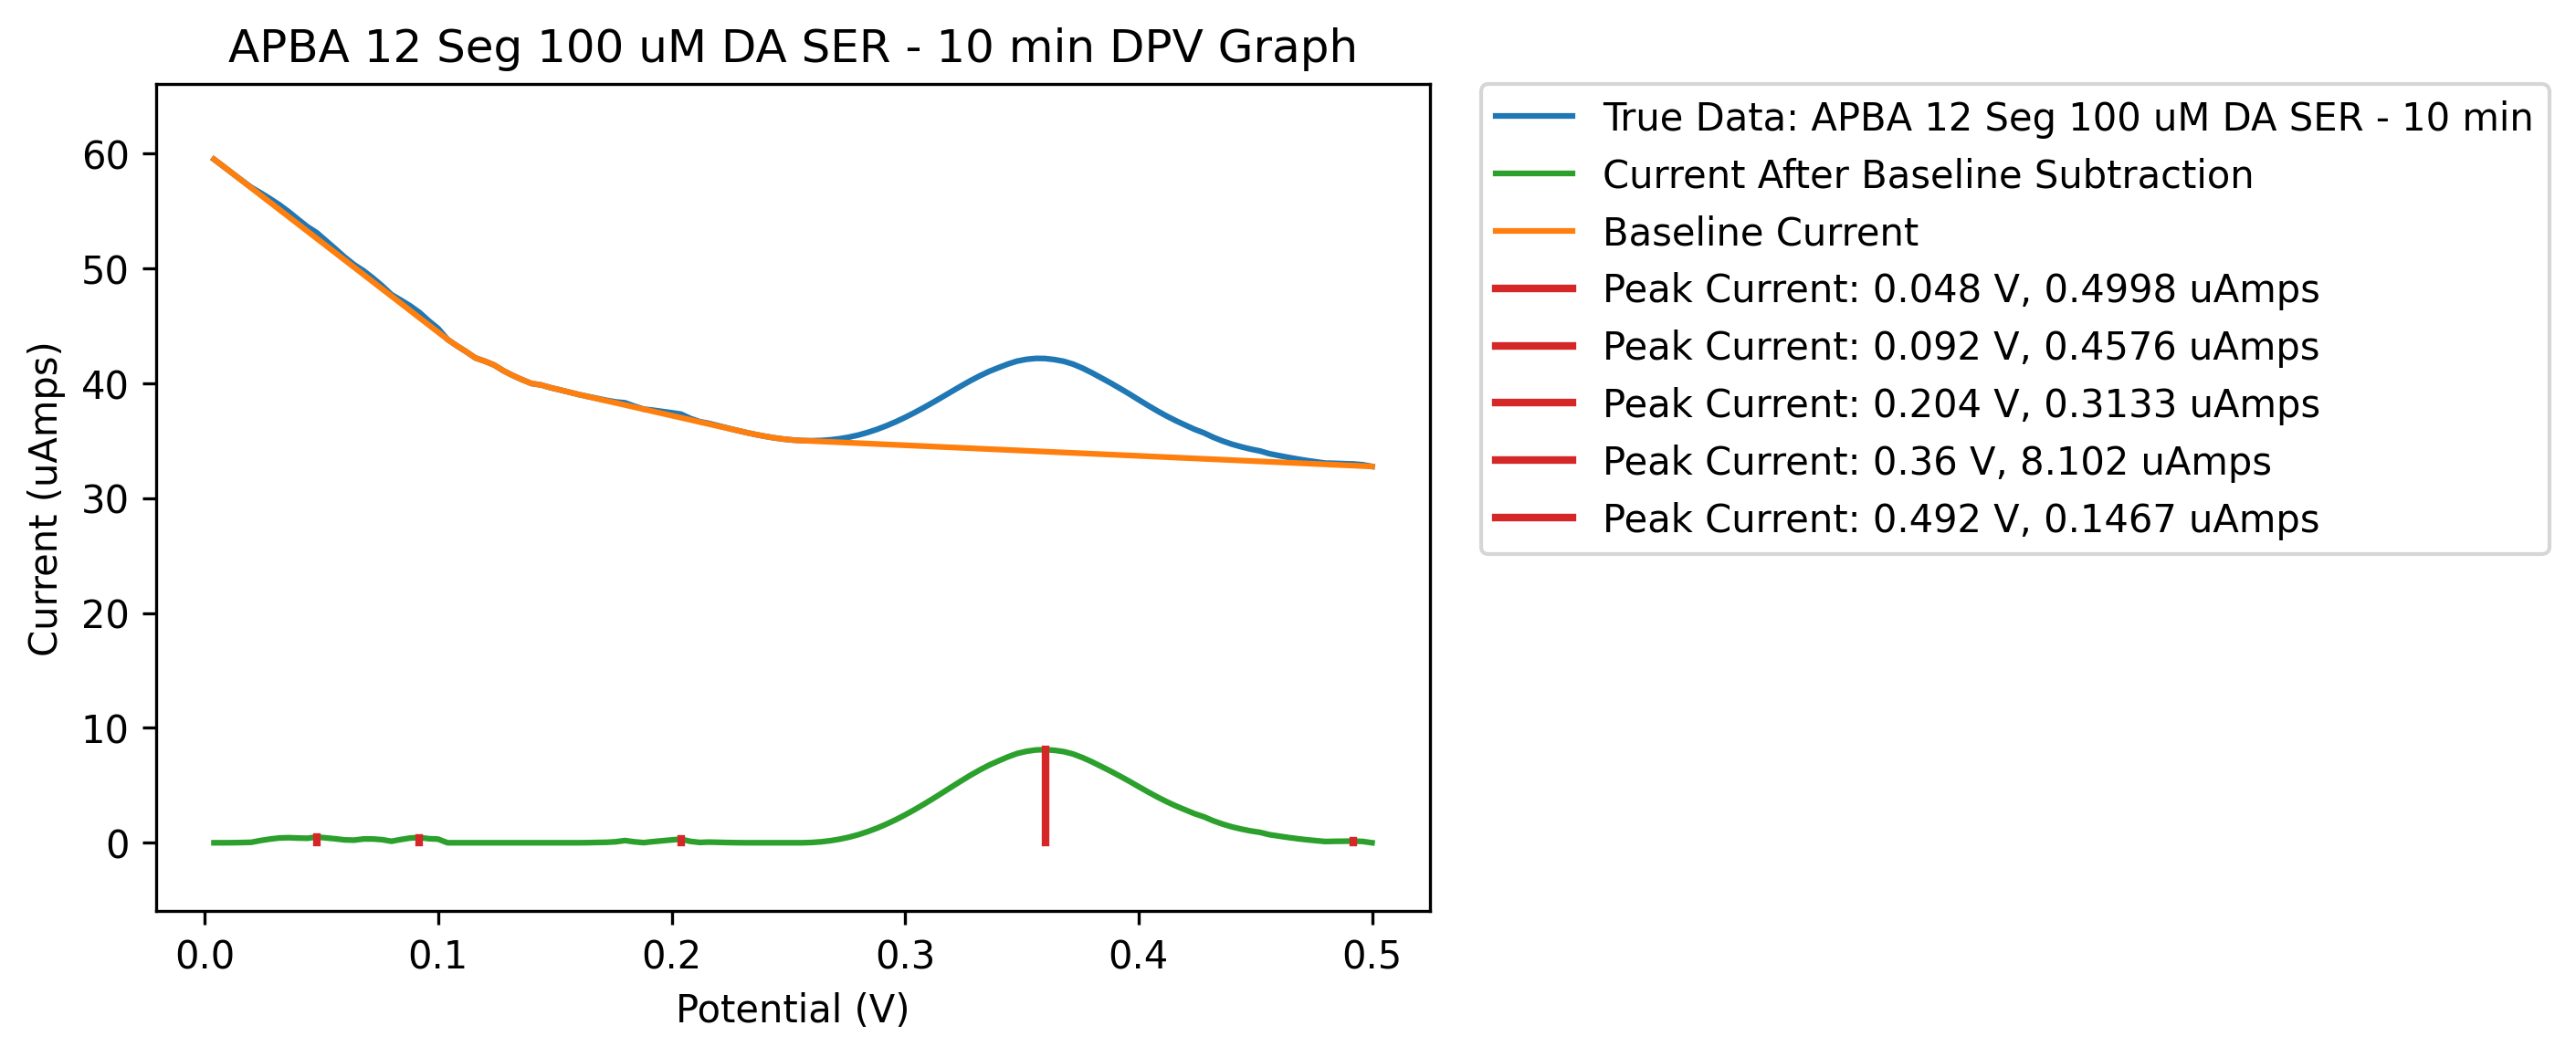 APBA 12 Seg 100 uM DA SER - 10 min DPV Graph
True Data: APBA 12 Seg 100 uM DA SER - 10 min
Current After Baseline Subtraction
Baseline Current
Peak Current: 0.048 V, 0.4998 uAmps
Peak Current: 0.092 V, 0.4576 uAmps
Peak Current: 0.204 V, 0.3133 uAmps
Peak Current: 0.36 V, 8.102 uAmps
Peak Current: 0.492 V, 0.1467 uAmps
Current (uAmps)
60
50
40
30
20
10
0
0.0 0.1 0.2 0.3 0.4 0.5
Potential (V)